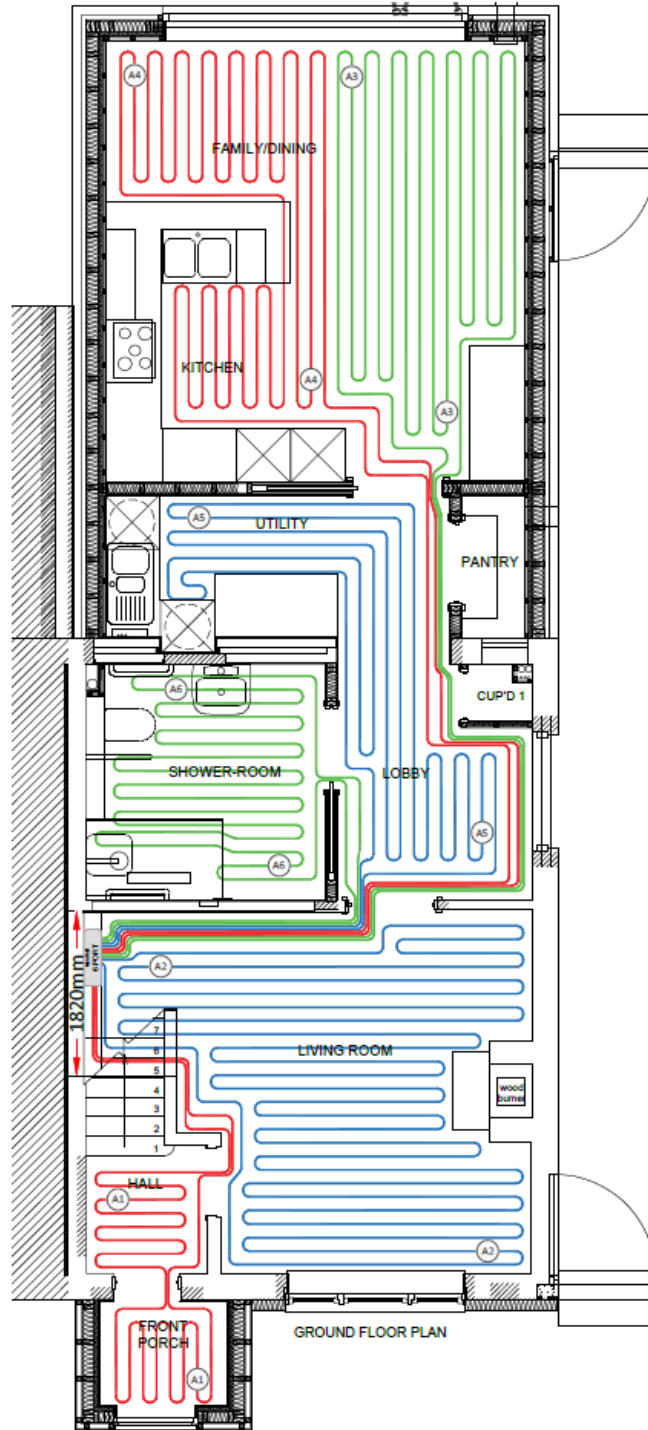 A4
A3
FAMILY/DINING
KITCHEN
A4
A3
A5
UTILITY
PANTRY
CUP'D 1
A6
SHOWER-ROOM
LOBBY
A5
A6
6PORT
1820mm
A2
LIVING ROOM
wood
burner
7
6
5
4
3
2
1
HALL
A1
A2
FRONT
PORCH
GROUND FLOOR PLAN
A1